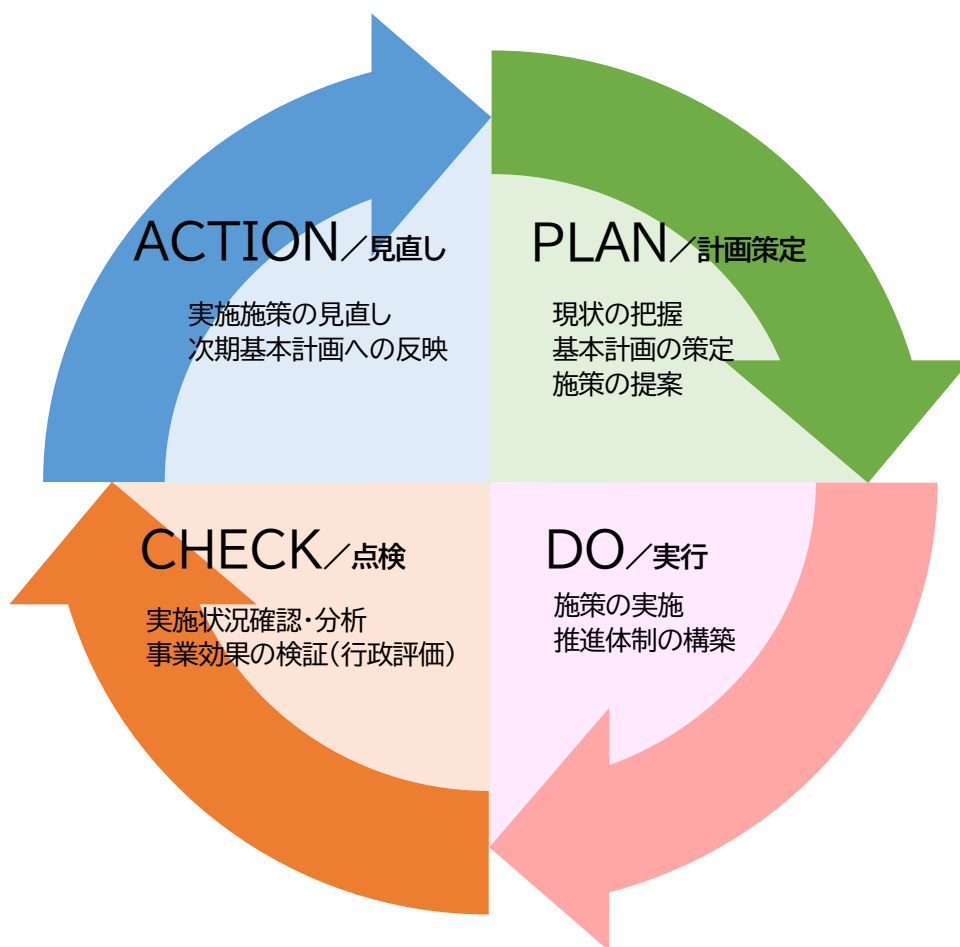 ACTION／見直し
実施施策の見直し
次期基本計画への反映
PLAN／計画策定
現状の把握
基本計画の策定
施策の提案
CHECK／点検
実施状況確認・分析
事業効果の検証（行政評価）
DO／実行
施策の実施
推進体制の構築